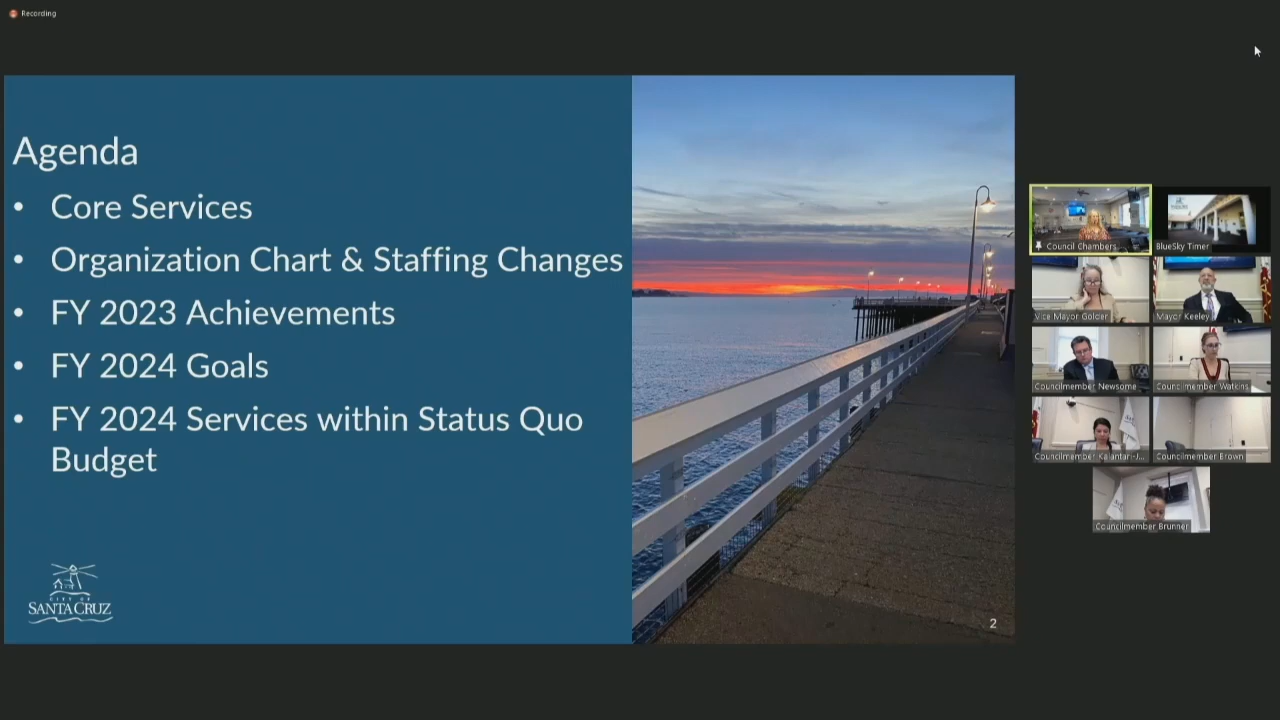 Recording
Agenda
• Core Services
• Organization Chart & Staffing Changes
• FY 2023 Achievements
• FY 2024 Goals
• FY 2024 Services within Status Quo
Budget
CITY OF
SANTA CRUZ
2
Council Chambers
BlueSky Timer
Vice Mayor Golder
Mayor Keeley
Councilmember Newsome
Councilmember Watkins
Councilmember Kalantari-J...
Councilmember Brown
Councilmember Brunner